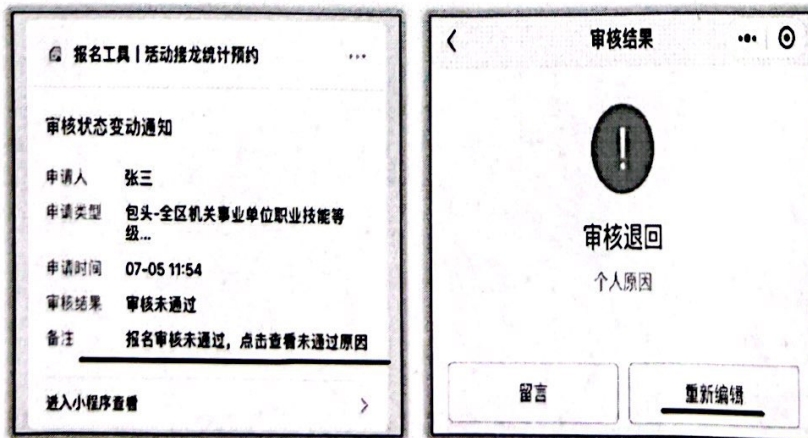 报名工具 | 活动接龙统计预约
审核状态变动通知
申请人 张三
申请类型 包头-全区机关事业单位职业技能等
级...
申请时间 07-05 11:54
审核结果 审核未通过
备注 报名审核未通过，点击查看未通过原因
进入小程序查看
审核结果
审核退回
个人原因
留言
重新编辑